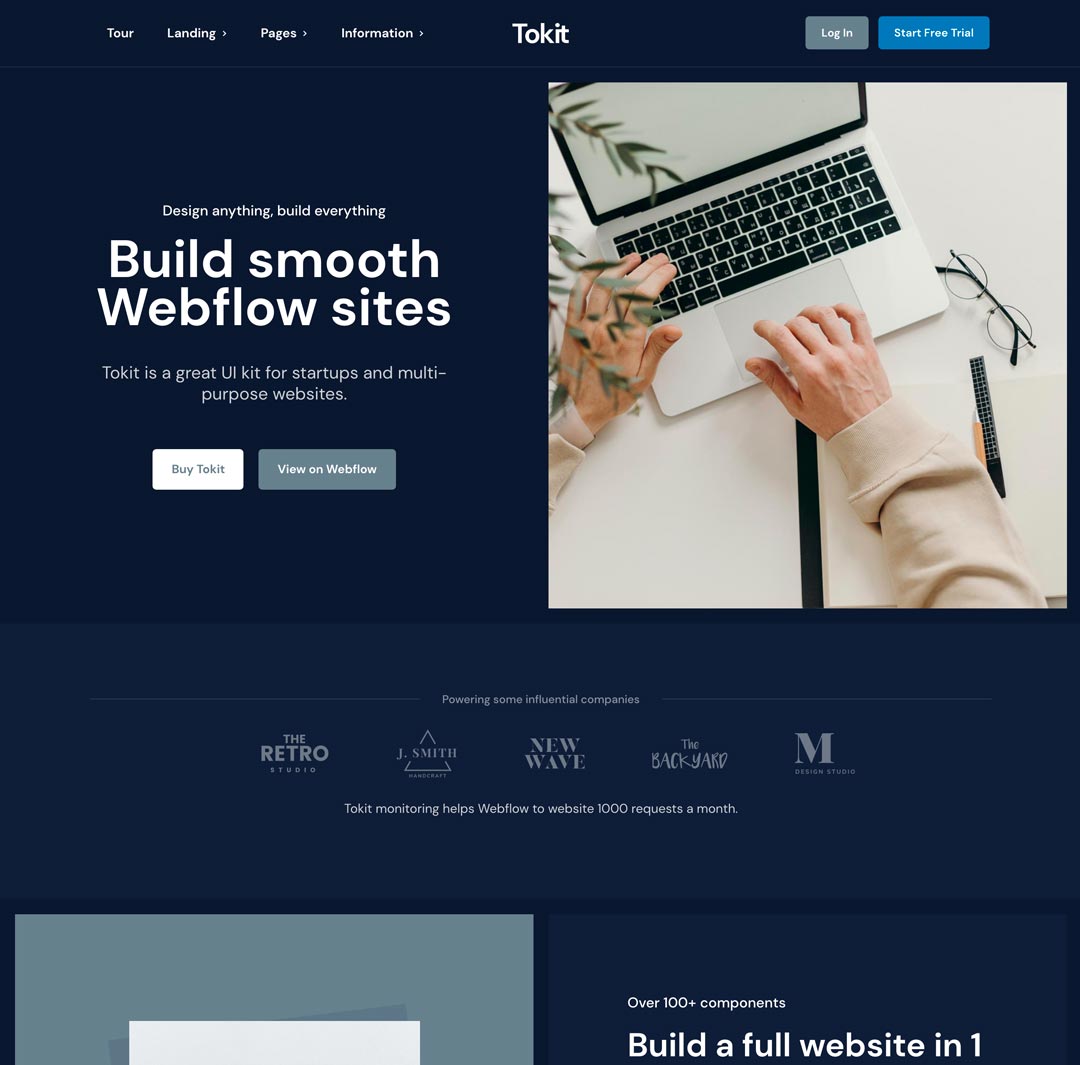 Tour
Landing
Pages
Information
Tokit
Log In
Start Free Trial
Design anything, build everything
Build smooth
Webflow sites
Tokit is a great UI kit for startups and multi-
purpose websites.
Buy Tokit
View on Webflow
Powering some influential companies
THE
RETRO
STUDIO
J. SMITH
HANDCRAFT
NEW
WAVE
The
BACKYARD
M
DESIGN STUDIO
Tokit monitoring helps Webflow to website 1000 requests a month.
Over 100+ components
Build a full website in 1